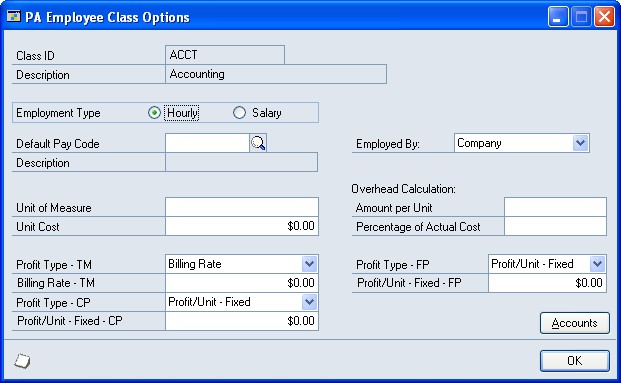 PA Employee Class Options
Class ID ACCT
Description Accounting
Employment Type Hourly Salary
Default Pay Code Employed By: Company
Description
Overhead Calculation:
Unit of Measure Amount per Unit
Unit Cost $0.00 Percentage of Actual Cost
Profit Type - TM Billing Rate Profit Type - FP Profit/Unit - Fixed
Billing Rate - TM $0.00 Profit/Unit - Fixed - FP $0.00
Profit Type - CP Profit/Unit - Fixed
Profit/Unit - Fixed - CP $0.00
Accounts
OK